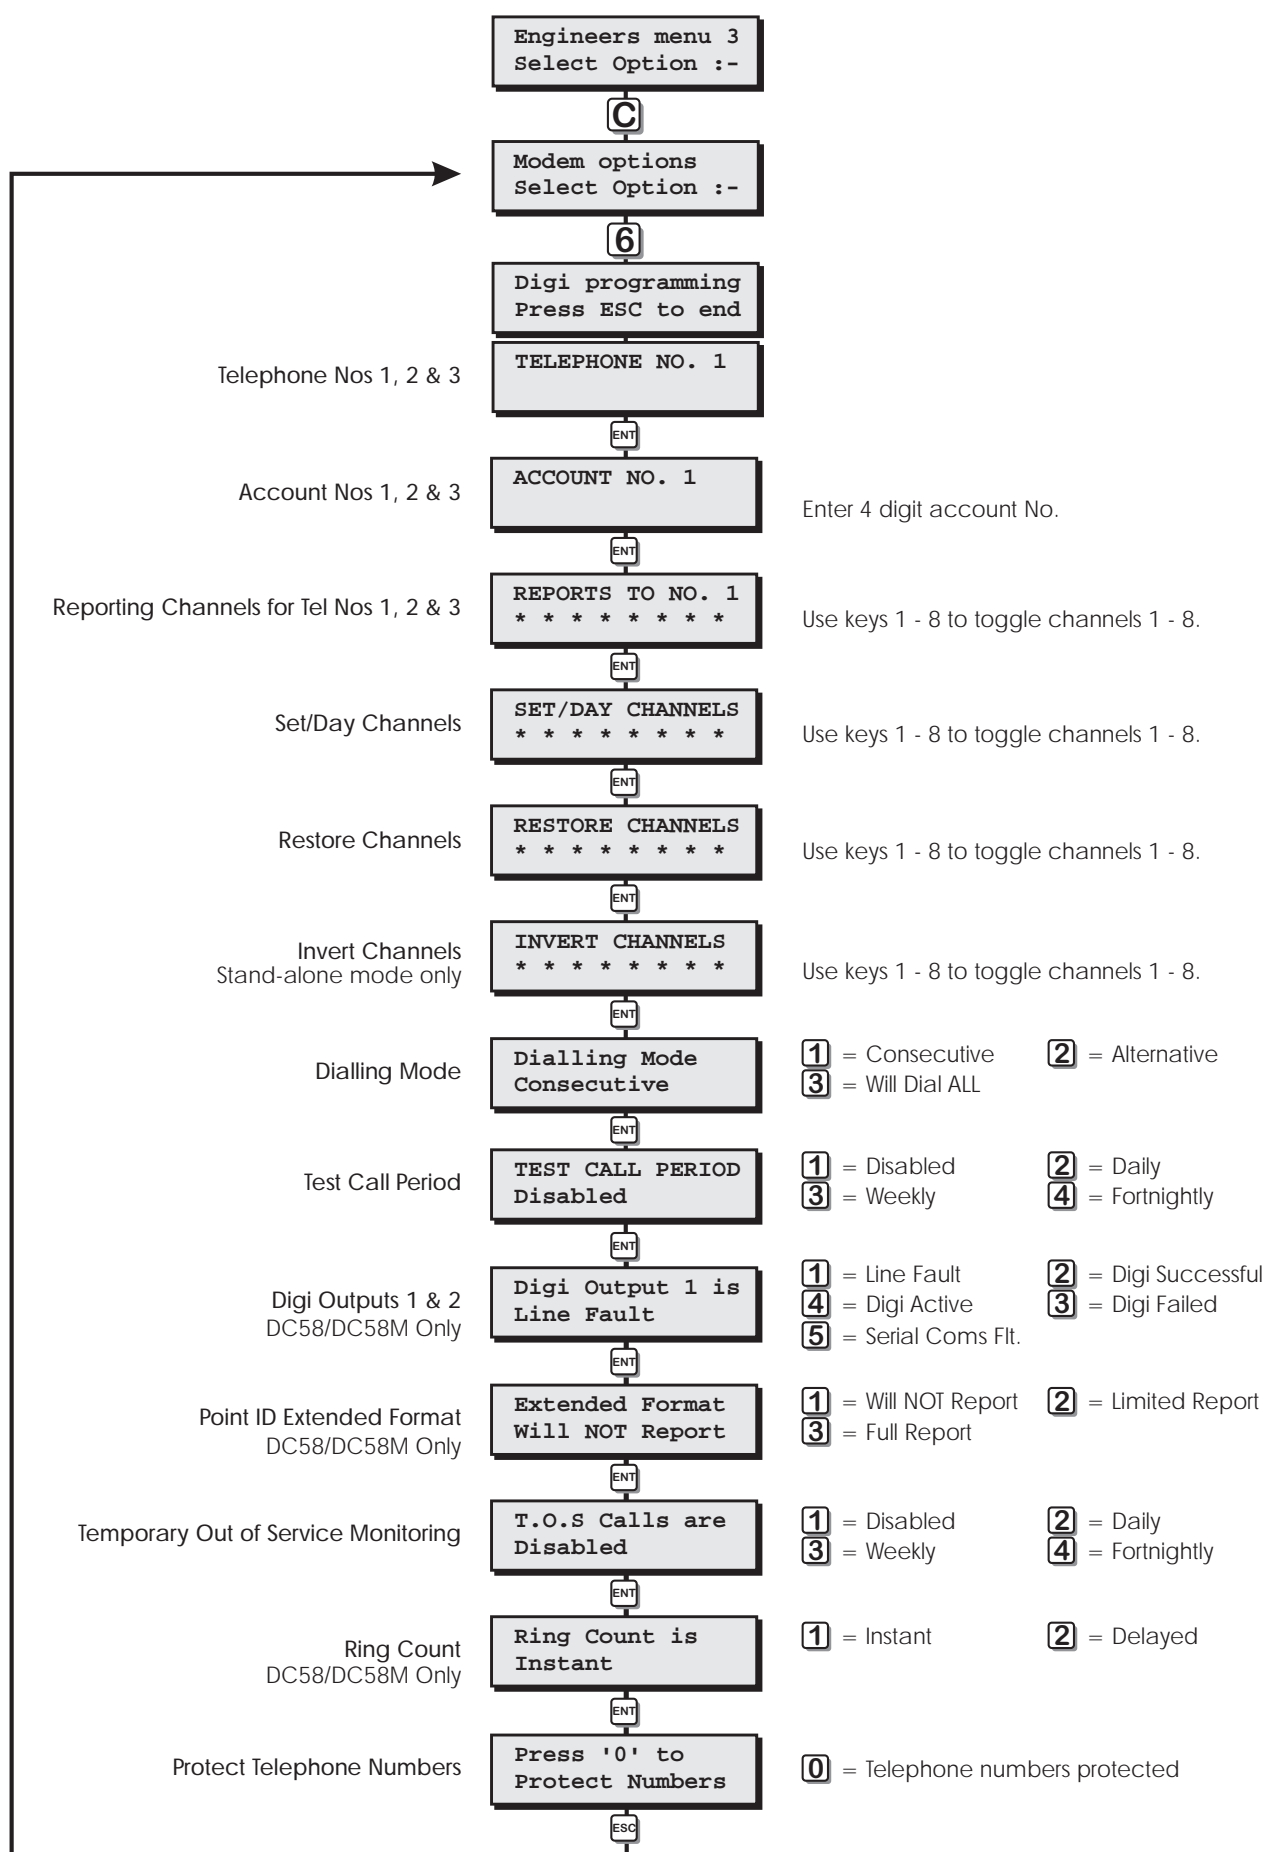 Engineers menu 3
Select Option :-
C
Modem options
Select Option :-
6
Digi programming
Press ESC to end
Telephone Nos 1, 2 & 3
TELEPHONE NO. 1
ENT
Account Nos 1, 2 & 3
ACCOUNT NO. 1
Enter 4 digit account No.
ENT
Reporting Channels for Tel Nos 1, 2 & 3
REPORTS TO NO. 1
* * * * * * * *
Use keys 1 - 8 to toggle channels 1 - 8.
ENT
Set/Day Channels
SET/DAY CHANNELS
* * * * * * * *
Use keys 1 - 8 to toggle channels 1 - 8.
ENT
Restore Channels
RESTORE CHANNELS
* * * * * * * *
Use keys 1 - 8 to toggle channels 1 - 8.
ENT
Invert Channels
Stand-alone mode only
INVERT CHANNELS
* * * * * * * *
Use keys 1 - 8 to toggle channels 1 - 8.
ENT
Dialling Mode
Dialling Mode
Consecutive
1 = Consecutive 2 = Alternative
3 = Will Dial ALL
ENT
Test Call Period
TEST CALL PERIOD
Disabled
1 = Disabled 2 = Daily
3 = Weekly 4 = Fortnightly
ENT
Digi Outputs 1 & 2
DC58/DC58M Only
Digi Output 1 is
Line Fault
1 = Line Fault 2 = Digi Successful
4 = Digi Active 3 = Digi Failed
5 = Serial Coms Flt.
ENT
Point ID Extended Format
DC58/DC58M Only
Extended Format
Will NOT Report
1 = Will NOT Report 2 = Limited Report
3 = Full Report
ENT
Temporary Out of Service Monitoring
T.O.S Calls are
Disabled
1 = Disabled 2 = Daily
3 = Weekly 4 = Fortnightly
ENT
Ring Count
DC58/DC58M Only
Ring Count is
Instant
1 = Instant 2 = Delayed
ENT
Protect Telephone Numbers
Press '0' to
Protect Numbers
0 = Telephone numbers protected
ESC